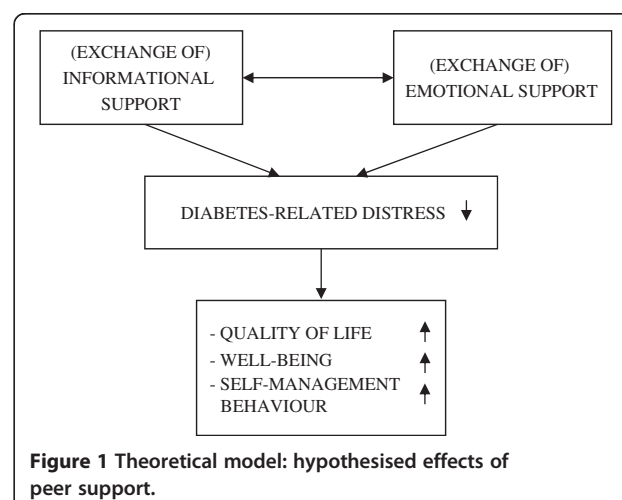 (EXCHANGE OF)
INFORMATIONAL
SUPPORT
(EXCHANGE OF)
EMOTIONAL SUPPORT
DIABETES-RELATED DISTRESS
- QUALITY OF LIFE
- WELL-BEING
- SELF-MANAGEMENT
BEHAVIOUR
Figure 1 Theoretical model: hypothesised effects of
peer support.